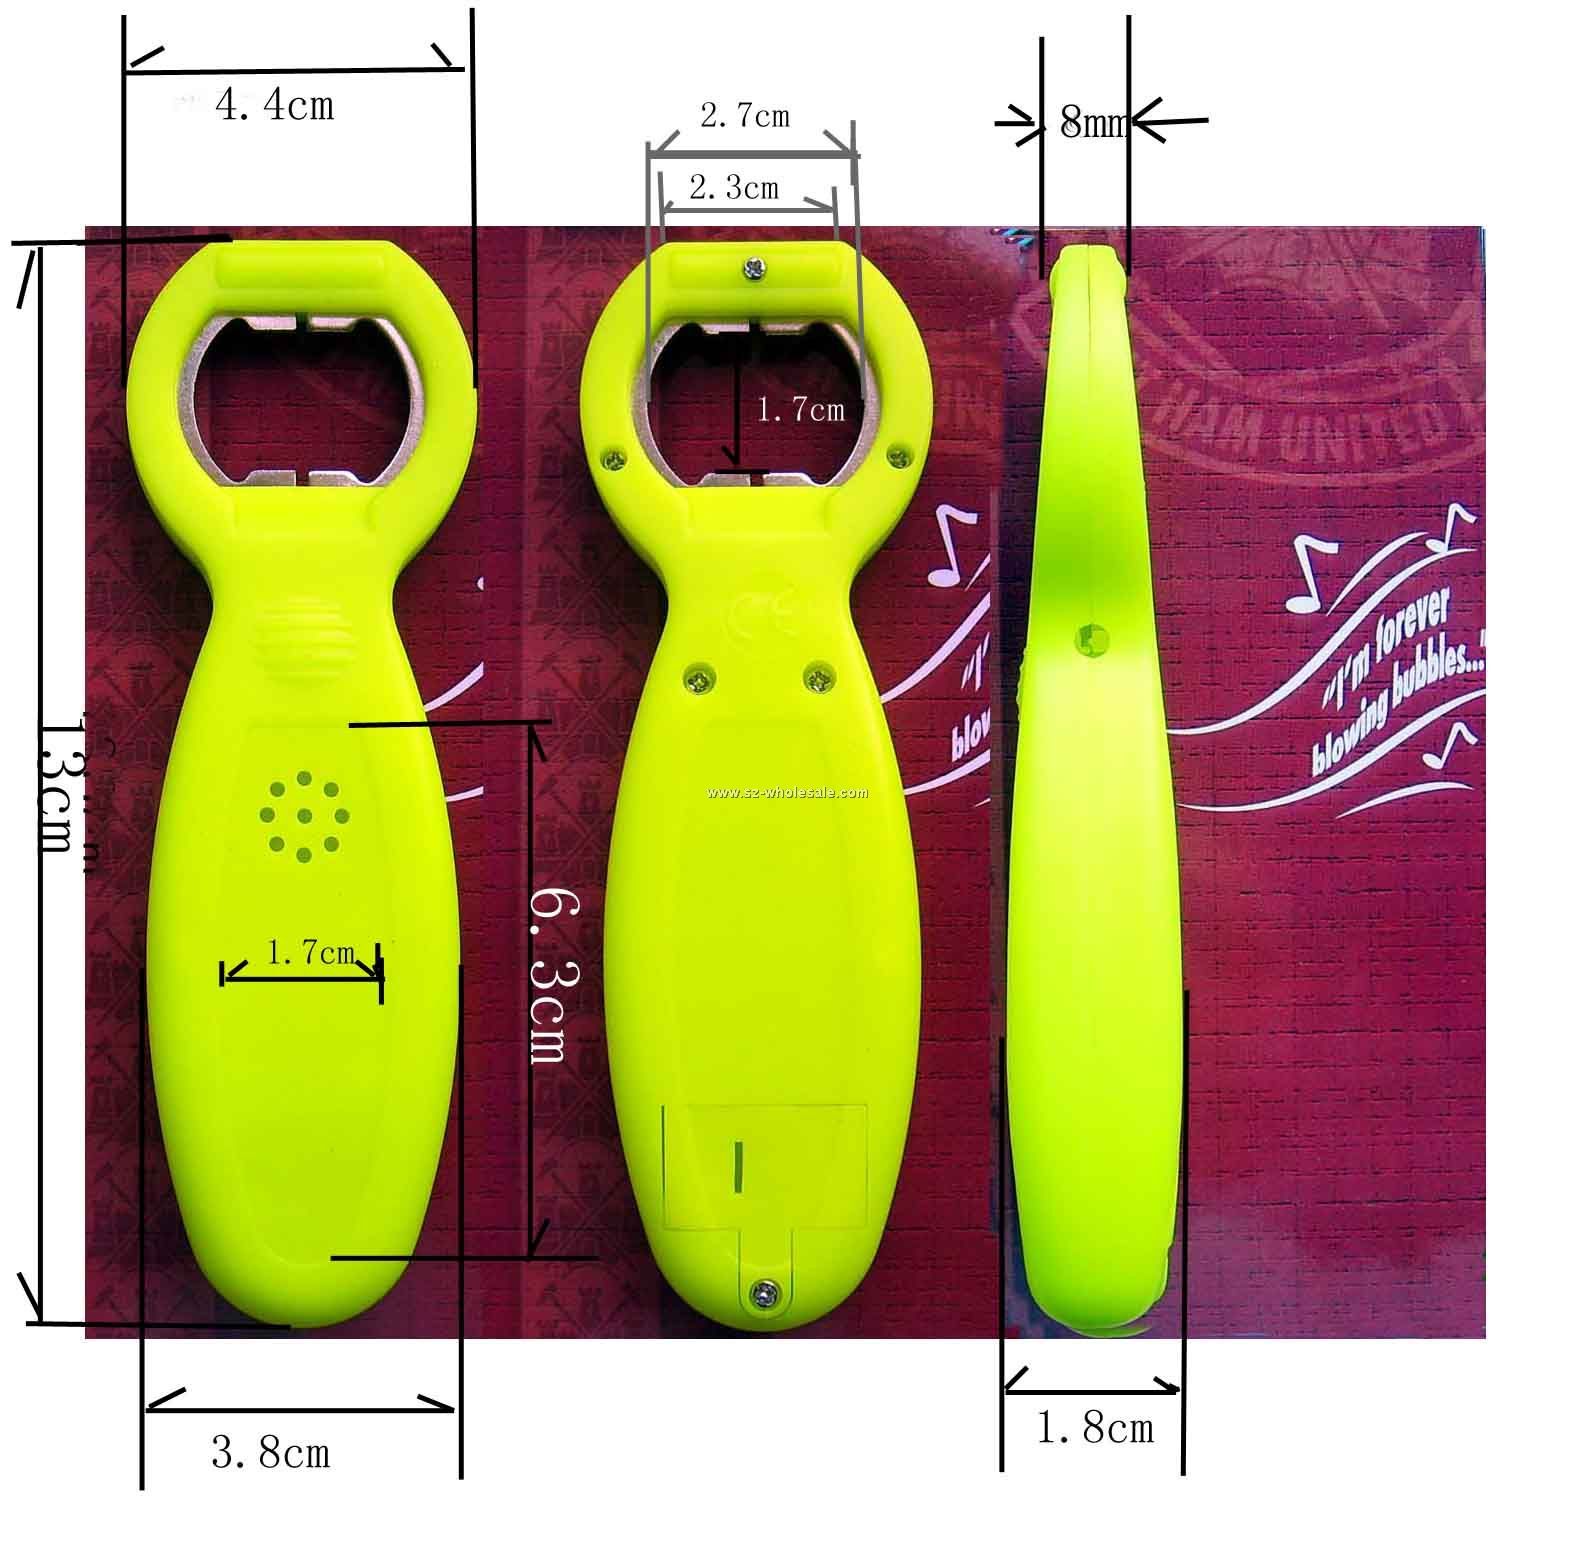 4.4cm
2.7cm
2.3cm
8mm
1.7cm
HAM UNITED
13cm
CE
"I'm forever
blowing bubbles..."
"I'
blow
www.sz-wholesale.com
6.3cm
1.7cm
3.8cm
1.8cm